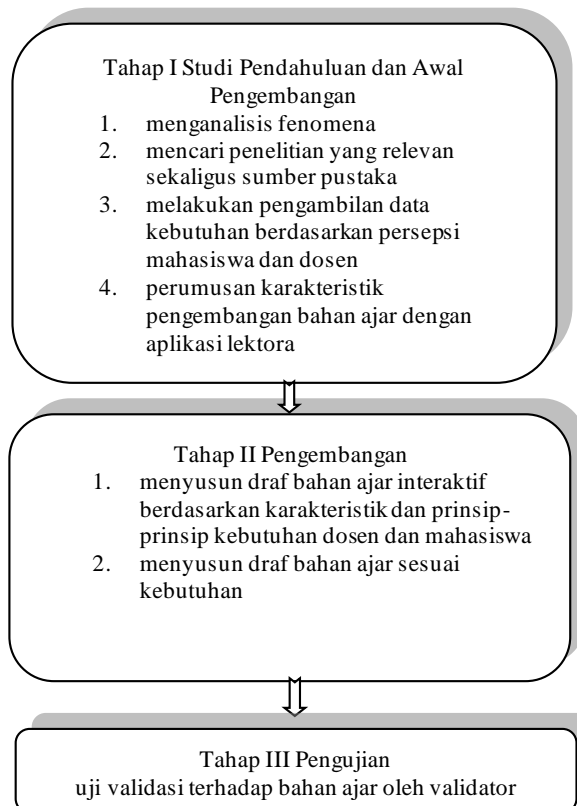 Tahap I Studi Pendahuluan dan Awal
Pengembangan
1. menganalisis fenomena
2. mencari penelitian yang relevan
sekaligus sumber pustaka
3. melakukan pengambilan data
kebutuhan berdasarkan persepsi
mahasiswa dan dosen
4. perumusan karakteristik
pengembangan bahan ajar dengan
aplikasi lektora
Tahap II Pengembangan
1. menyusun draf bahan ajar interaktif
berdasarkan karakteristik dan prinsip-
prinsip kebutuhan dosen dan mahasiswa
2. menyusun draf bahan ajar sesuai
kebutuhan
Tahap III Pengujian
uji validasi terhadap bahan ajar oleh validator